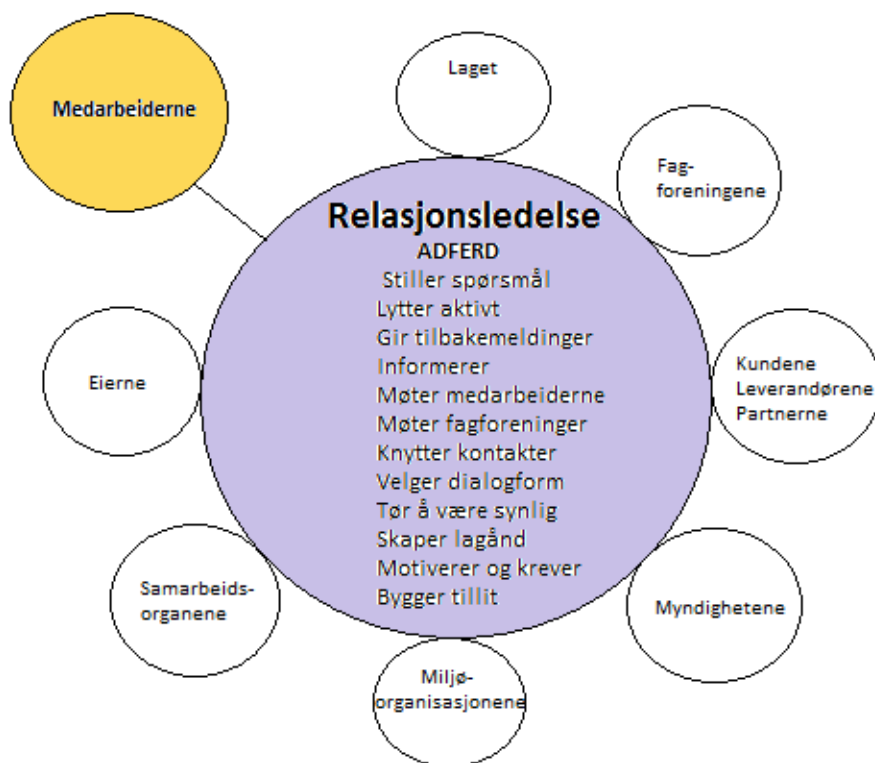 Medarbeiderne
Laget
Fag-
foreningene
Relasjonsledelse
ADFERD
Stiller spørsmål
Lytter aktivt
Gir tilbakemeldinger
Informerer
Møter medarbeiderne
Møter fagforeninger
Knytter kontakter
Velger dialogform
Tør å være synlig
Skaper lagånd
Motiverer og krever
Bygger tillit
Eierne
Kundene
Leverandørene
Partnerne
Samarbeids-
organene
Myndighetene
Miljø-
organisasjonene